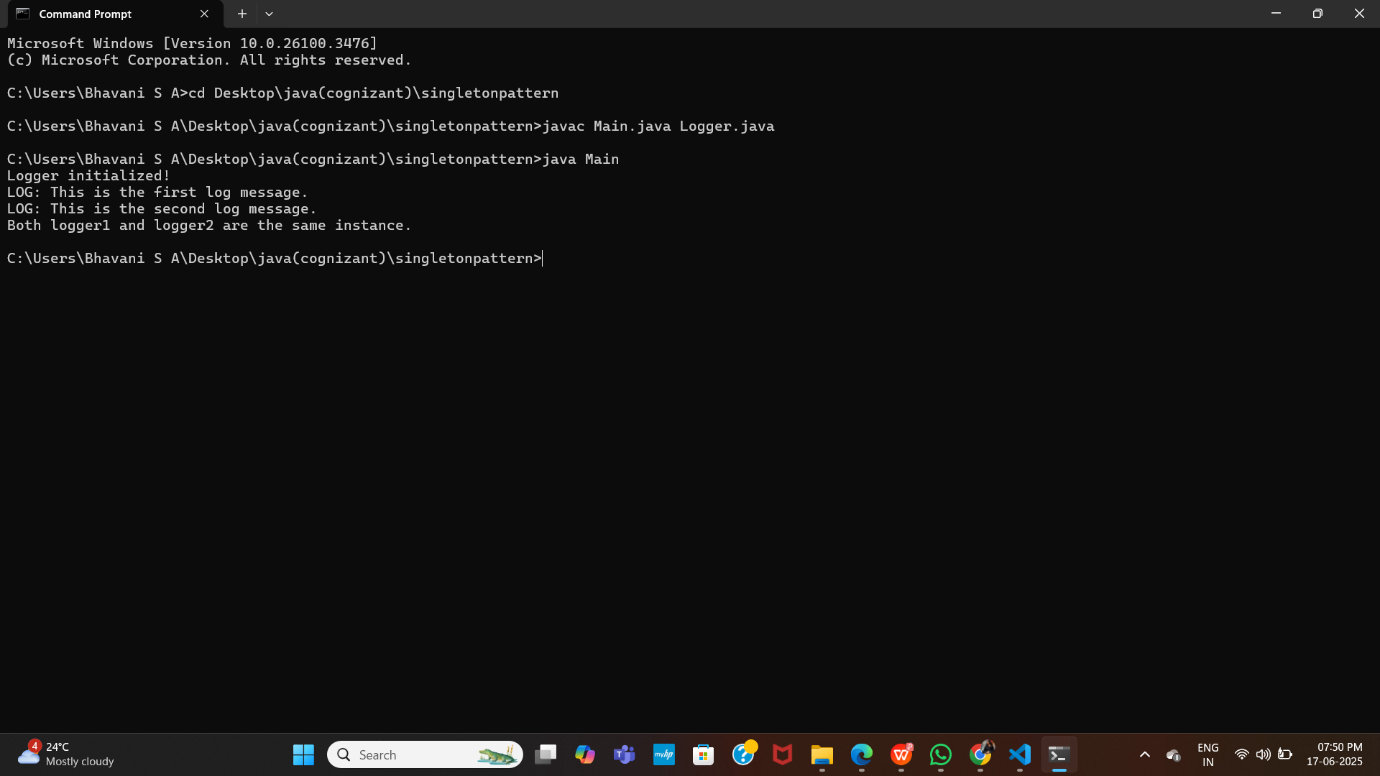 Command Prompt
Microsoft Windows [Version 10.0.26100.3476]
(c) Microsoft Corporation. All rights reserved.
C:\Users\Bhavani S A>cd Desktop\java(cognizant)\singletonpattern
C:\Users\Bhavani S A\Desktop\java(cognizant)\singletonpattern>javac Main.java Logger.java
C:\Users\Bhavani S A\Desktop\java(cognizant)\singletonpattern>java Main
Logger initialized!
LOG: This is the first log message.
LOG: This is the second log message.
Both logger1 and logger2 are the same instance.
C:\Users\Bhavani S A\Desktop\java(cognizant)\singletonpattern>
4
24°C
Mostly cloudy
Search
myhp
ENG
IN
07:50 PM
17-06-2025